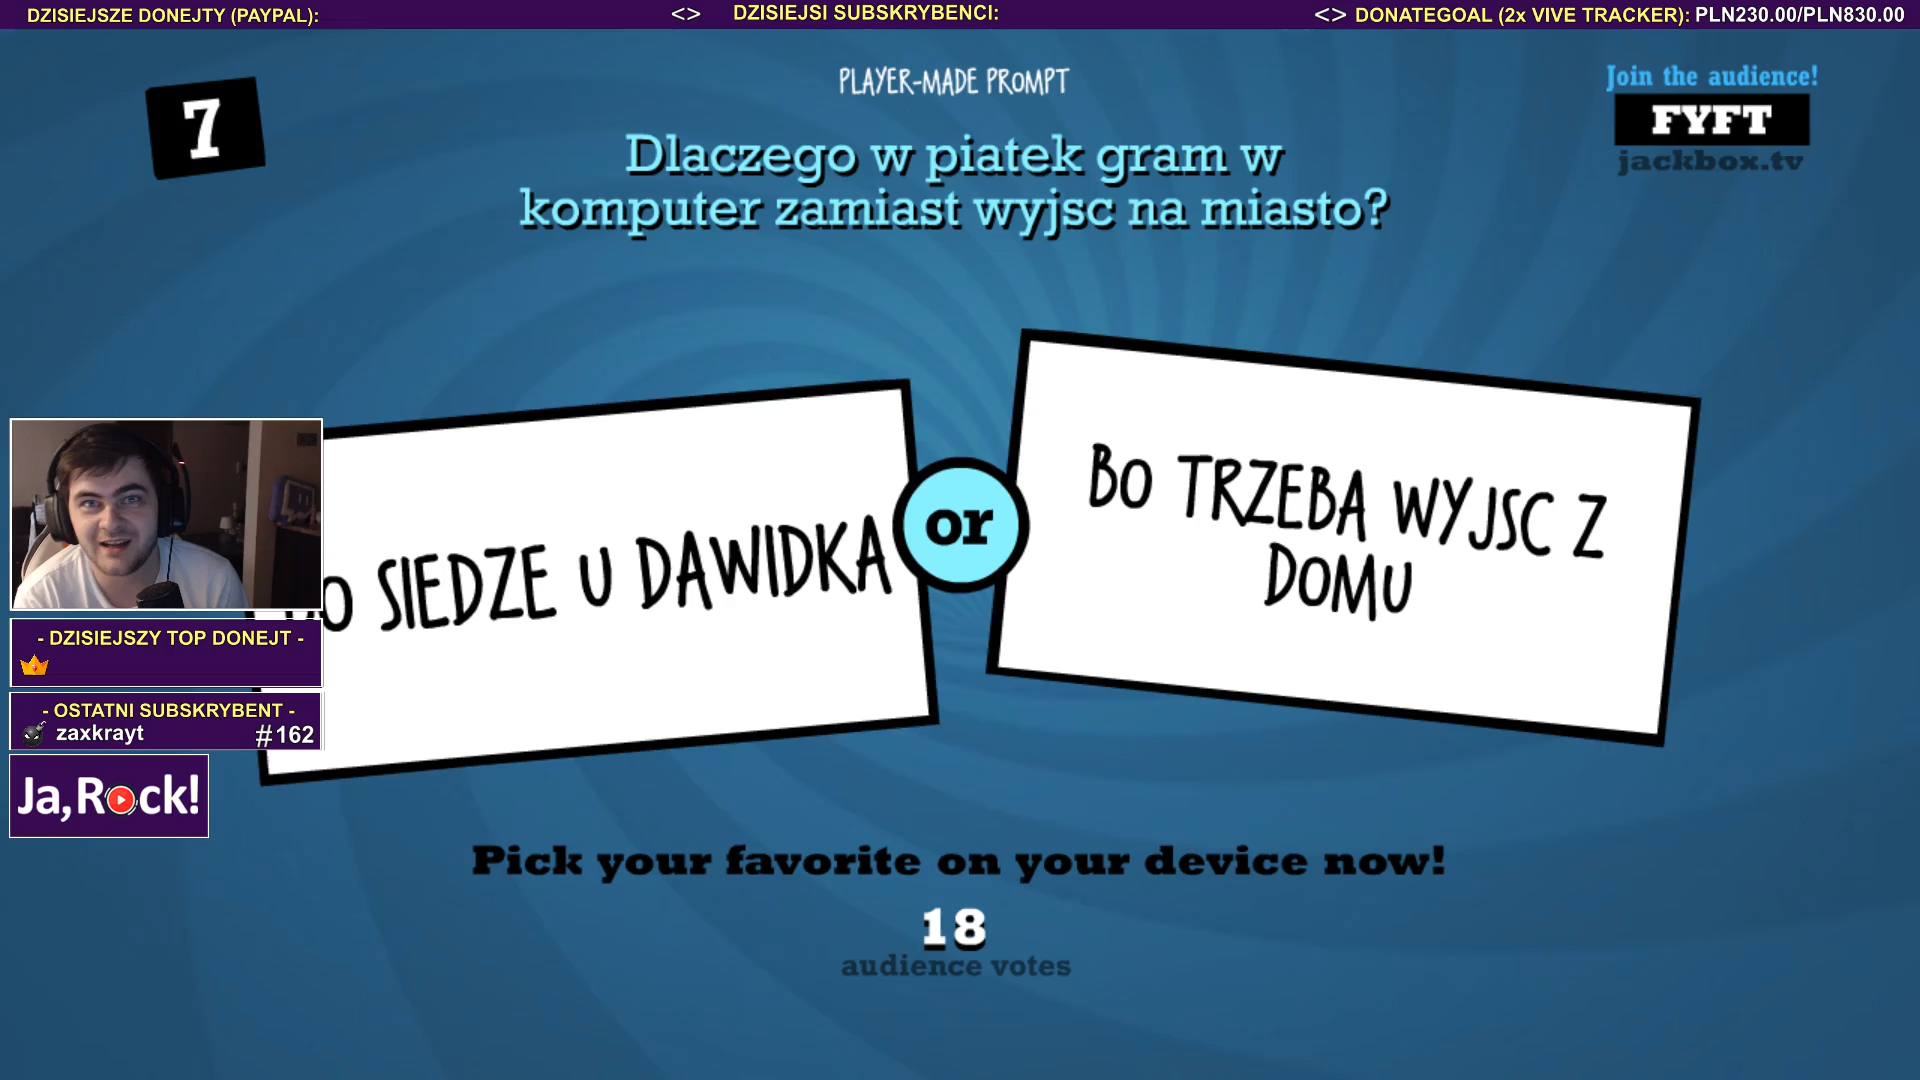 DZISIEJSZE DONEJTY (PAYPAL):
<> DZISIEJSI SUBSKRYBENCI:
<> DONATEGOAL (2x VIVE TRACKER): PLN230.00/PLN830.00
7
PLAYER-MADE PROMPT
Join the audience!
FYFT
jackbox.tv
Dlaczego w piatek gram w
komputer zamiast wyjsc na miasto?
SIEDZE U DAWIDKA
or
BO TRZEBA WYJSC Z
DOMU
- DZISIEJSZY TOP DONEJT -
- OSTATNI SUBSKRYBENT -
zaxkrayt #162
Ja,Rock!
Pick your favorite on your device now!
18
audience votes